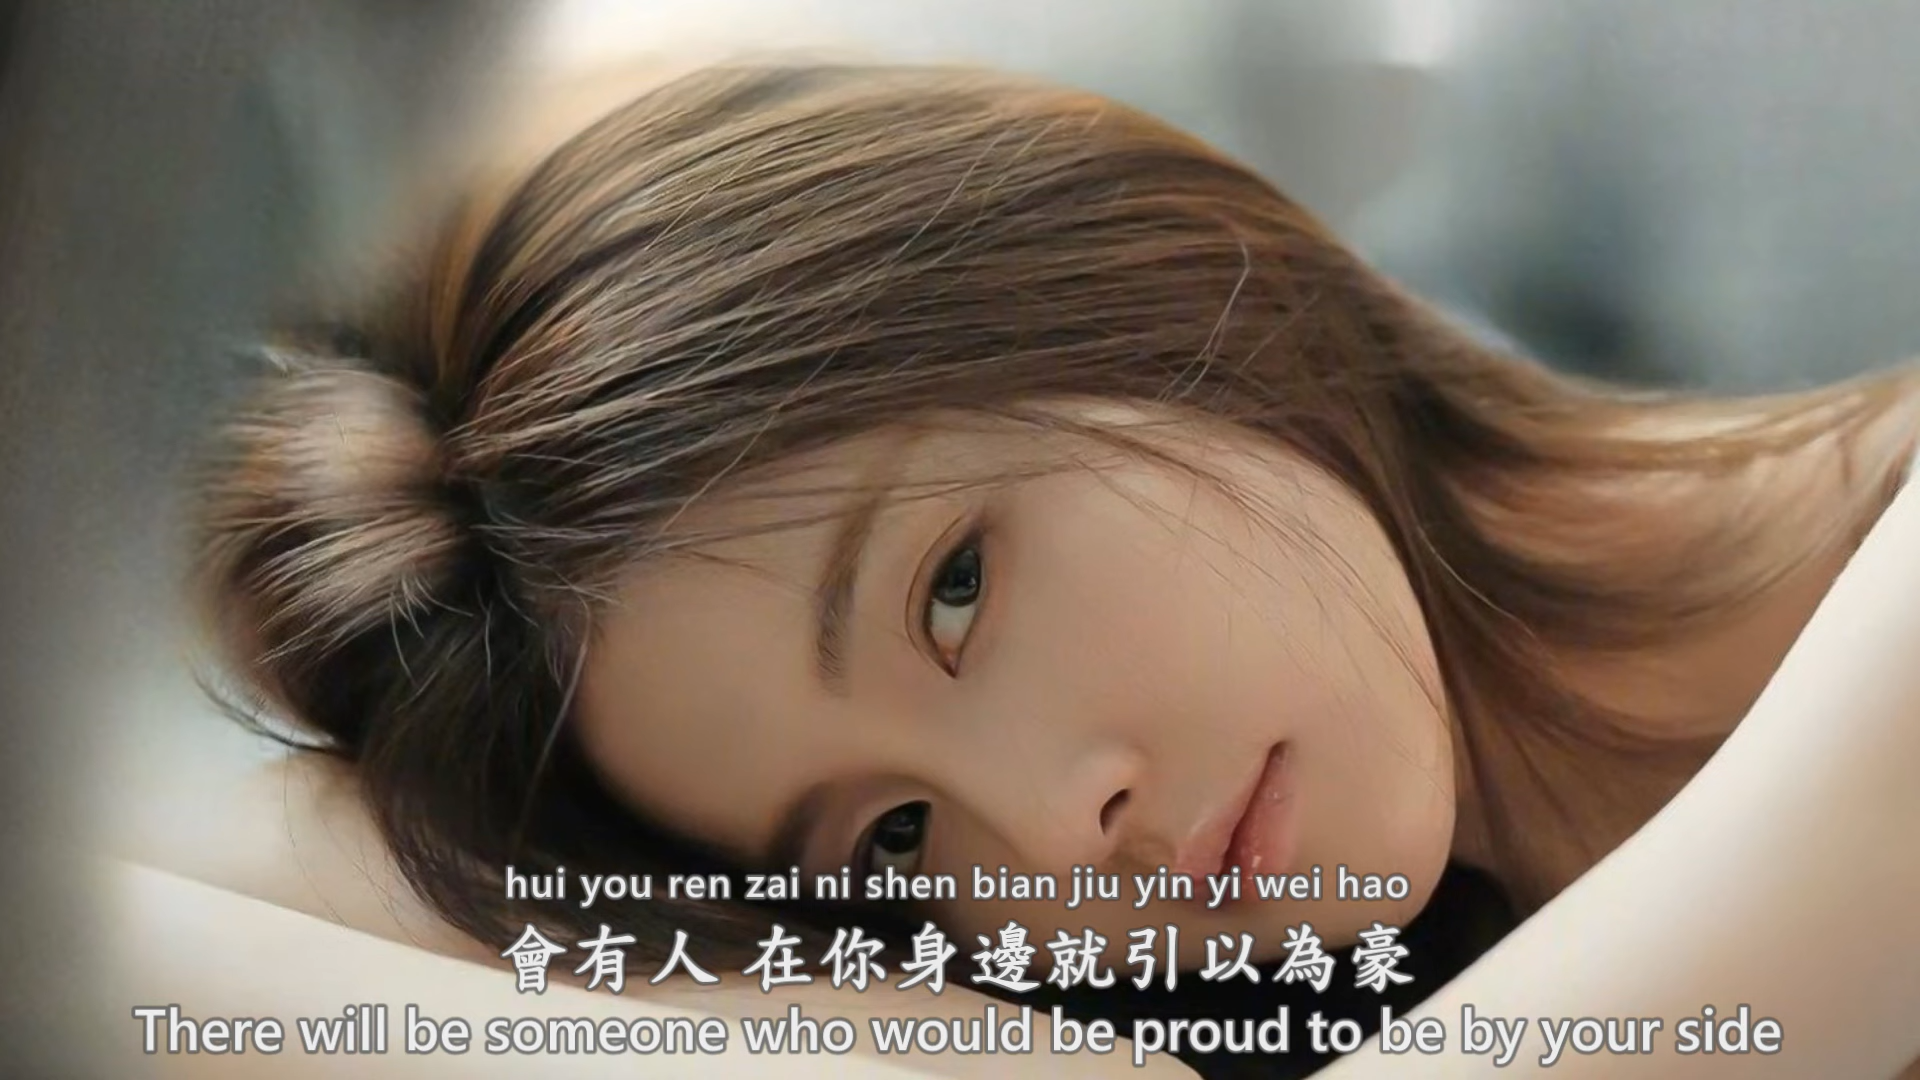 hui you ren zai ni shen bian jiu yin yi wei hao
會有人 在你身邊就引以為豪
There will be someone who would be proud to be by your side